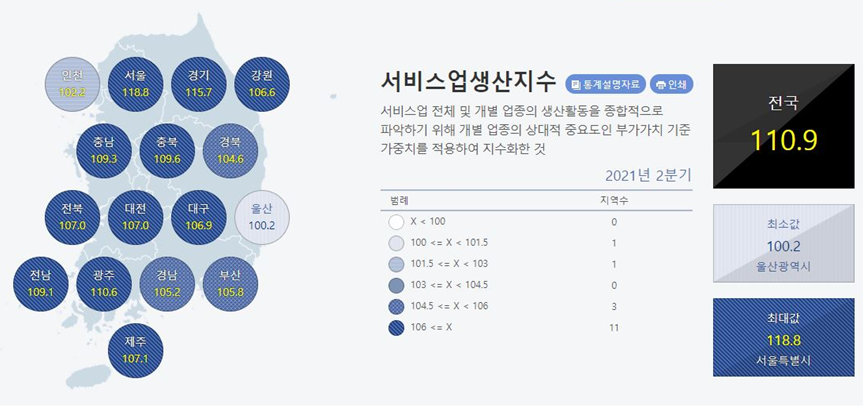 인천 서울 경기 강원
102.2 118.8 115.7 106.6
충남 충북 경북
109.3 109.6 104.6
전북 대전 대구 울산
107.0 107.0 106.9 100.2
전남 광주 경남 부산
109.1 110.6 105.2 105.8
제주
107.1
서비스업생산지수 통계설명자료 인쇄
서비스업 전체 및 개별 업종의 생산활동을 종합적으로
파악하기 위해 개별 업종의 상대적 중요도인 부가가치 기준
가중치를 적용하여 지수화한 것
2021년 2분기
범례 지역수
X < 100 0
100 <= X < 101.5 1
101.5 <= X < 103 1
103 <= X < 104.5 0
104.5 <= X < 106 3
106 <= X 11
전국
110.9
최소값
100.2
울산광역시
최대값
118.8
서울특별시